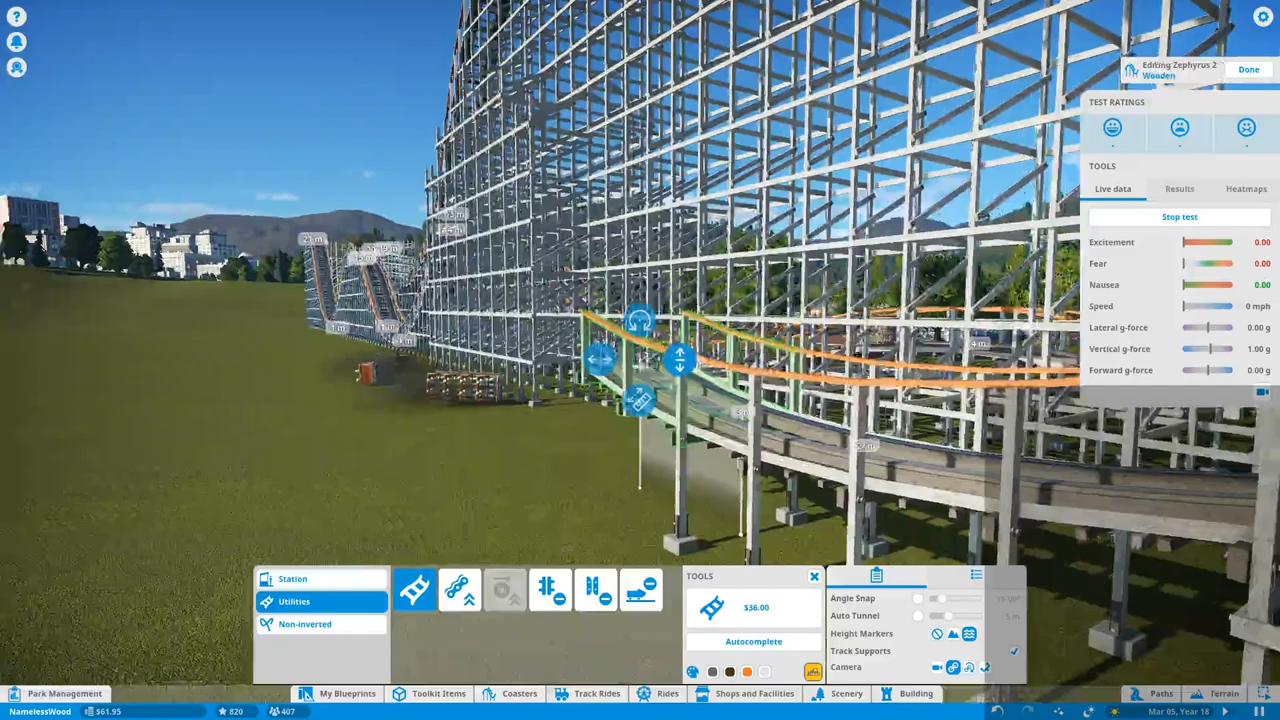 Editing Zephyrus 2
Wooden
Done
TEST RATINGS
TOOLS
Live data
Results
Heatmaps
Stop test
Excitement 0.00
Fear 0.00
Nausea 0.00
Speed 0 mph
Lateral g-force 0.00 g
Vertical g-force 1.00 g
Forward g-force 0.00 g
23 m
4 m
Station
Utilities
Non-inverted
TOOLS
$36.00
Autocomplete
Angle Snap
Auto Tunnel 5 m
Height Markers
Track Supports
Camera
Park Management
My Blueprints
Toolkit Items
Coasters
Track Rides
Rides
Shops and Facilities
Scenery
Building
Paths
Terrain
NamelessWood
$61.95
820
407
Mar 05, Year 18